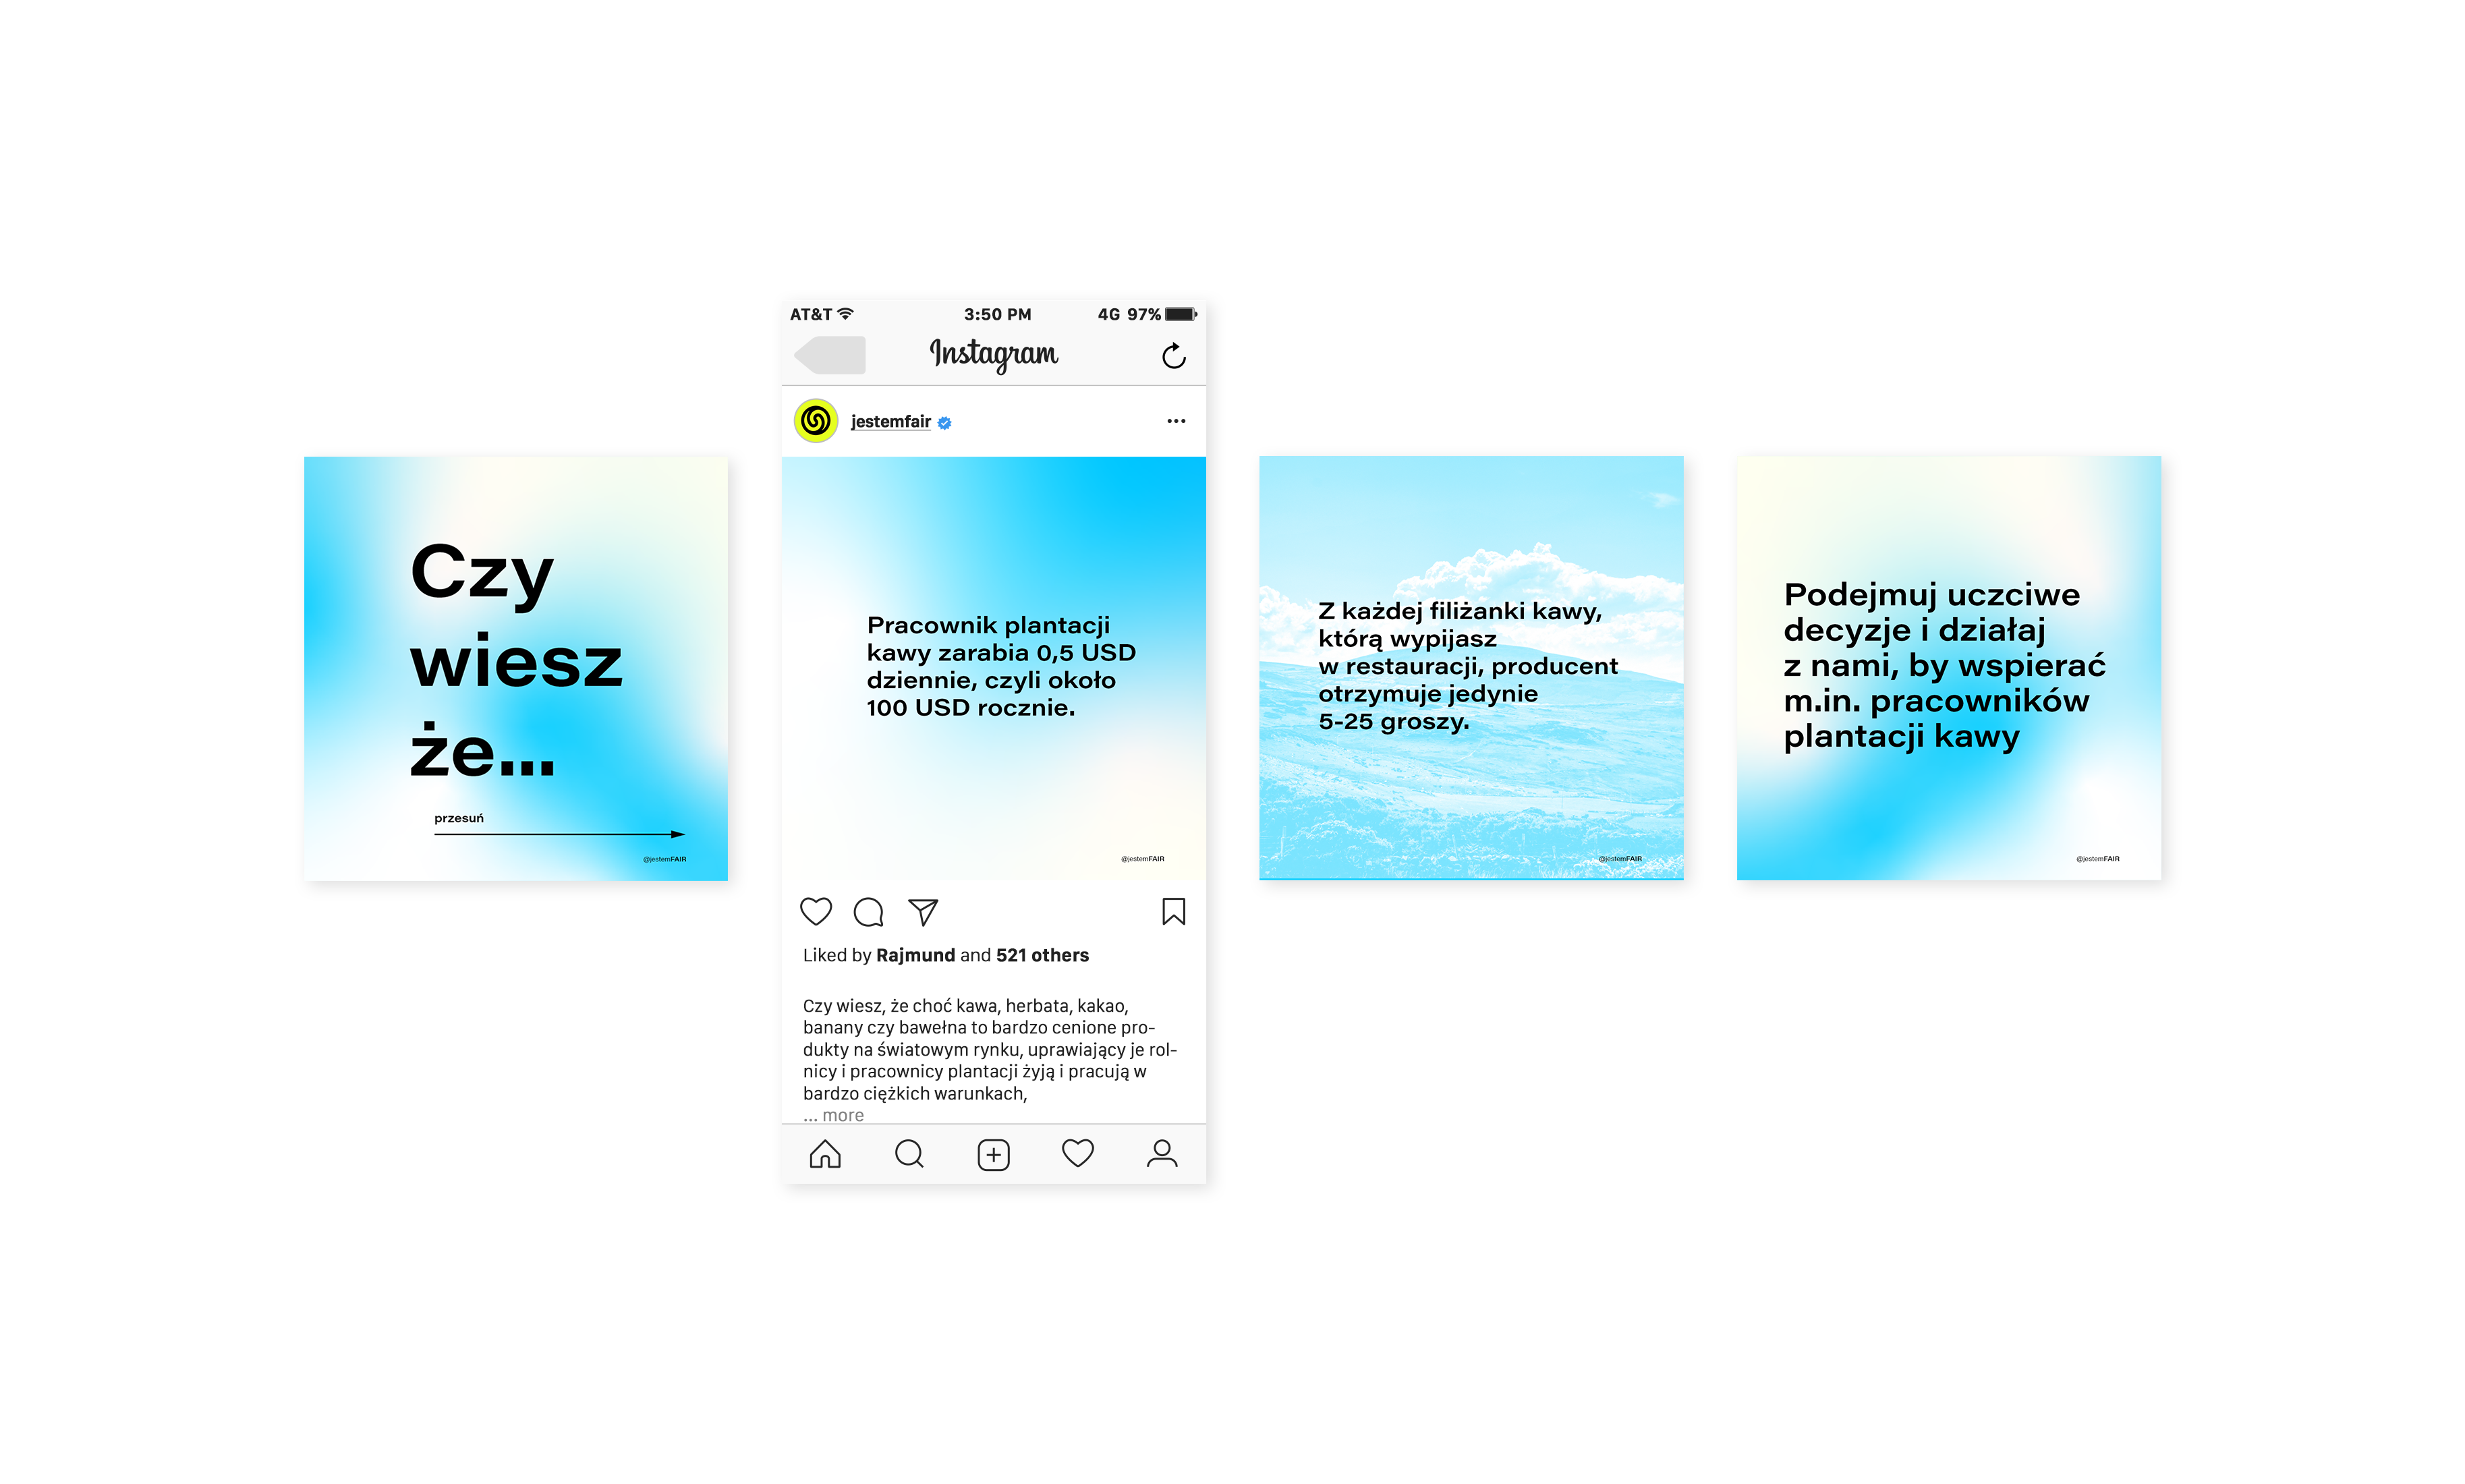 Czy
wiesz
że...
przesuń
@jestemFAIR
AT&T 3:50 PM 4G 97%
Instagram
jestemfair
Pracownik plantacji
kawy zarabia 0,5 USD
dziennie, czyli około
100 USD rocznie.
@jestemFAIR
Liked by Rajmund and 521 others
Czy wiesz, że choć kawa, herbata, kakao,
banany czy bawełna to bardzo cenione pro-
dukty na światowym rynku, uprawiający je rol-
nicy i pracownicy plantacji żyją i pracują w
bardzo ciężkich warunkach,
... more
Z każdej filiżanki kawy,
którą wypijasz
w restauracji, producent
otrzymuje jedynie
5-25 groszy.
@jestemFAIR
Podejmuj uczciwe
decyzje i działaj
z nami, by wspierać
m.in. pracowników
plantacji kawy
@jestemFAIR